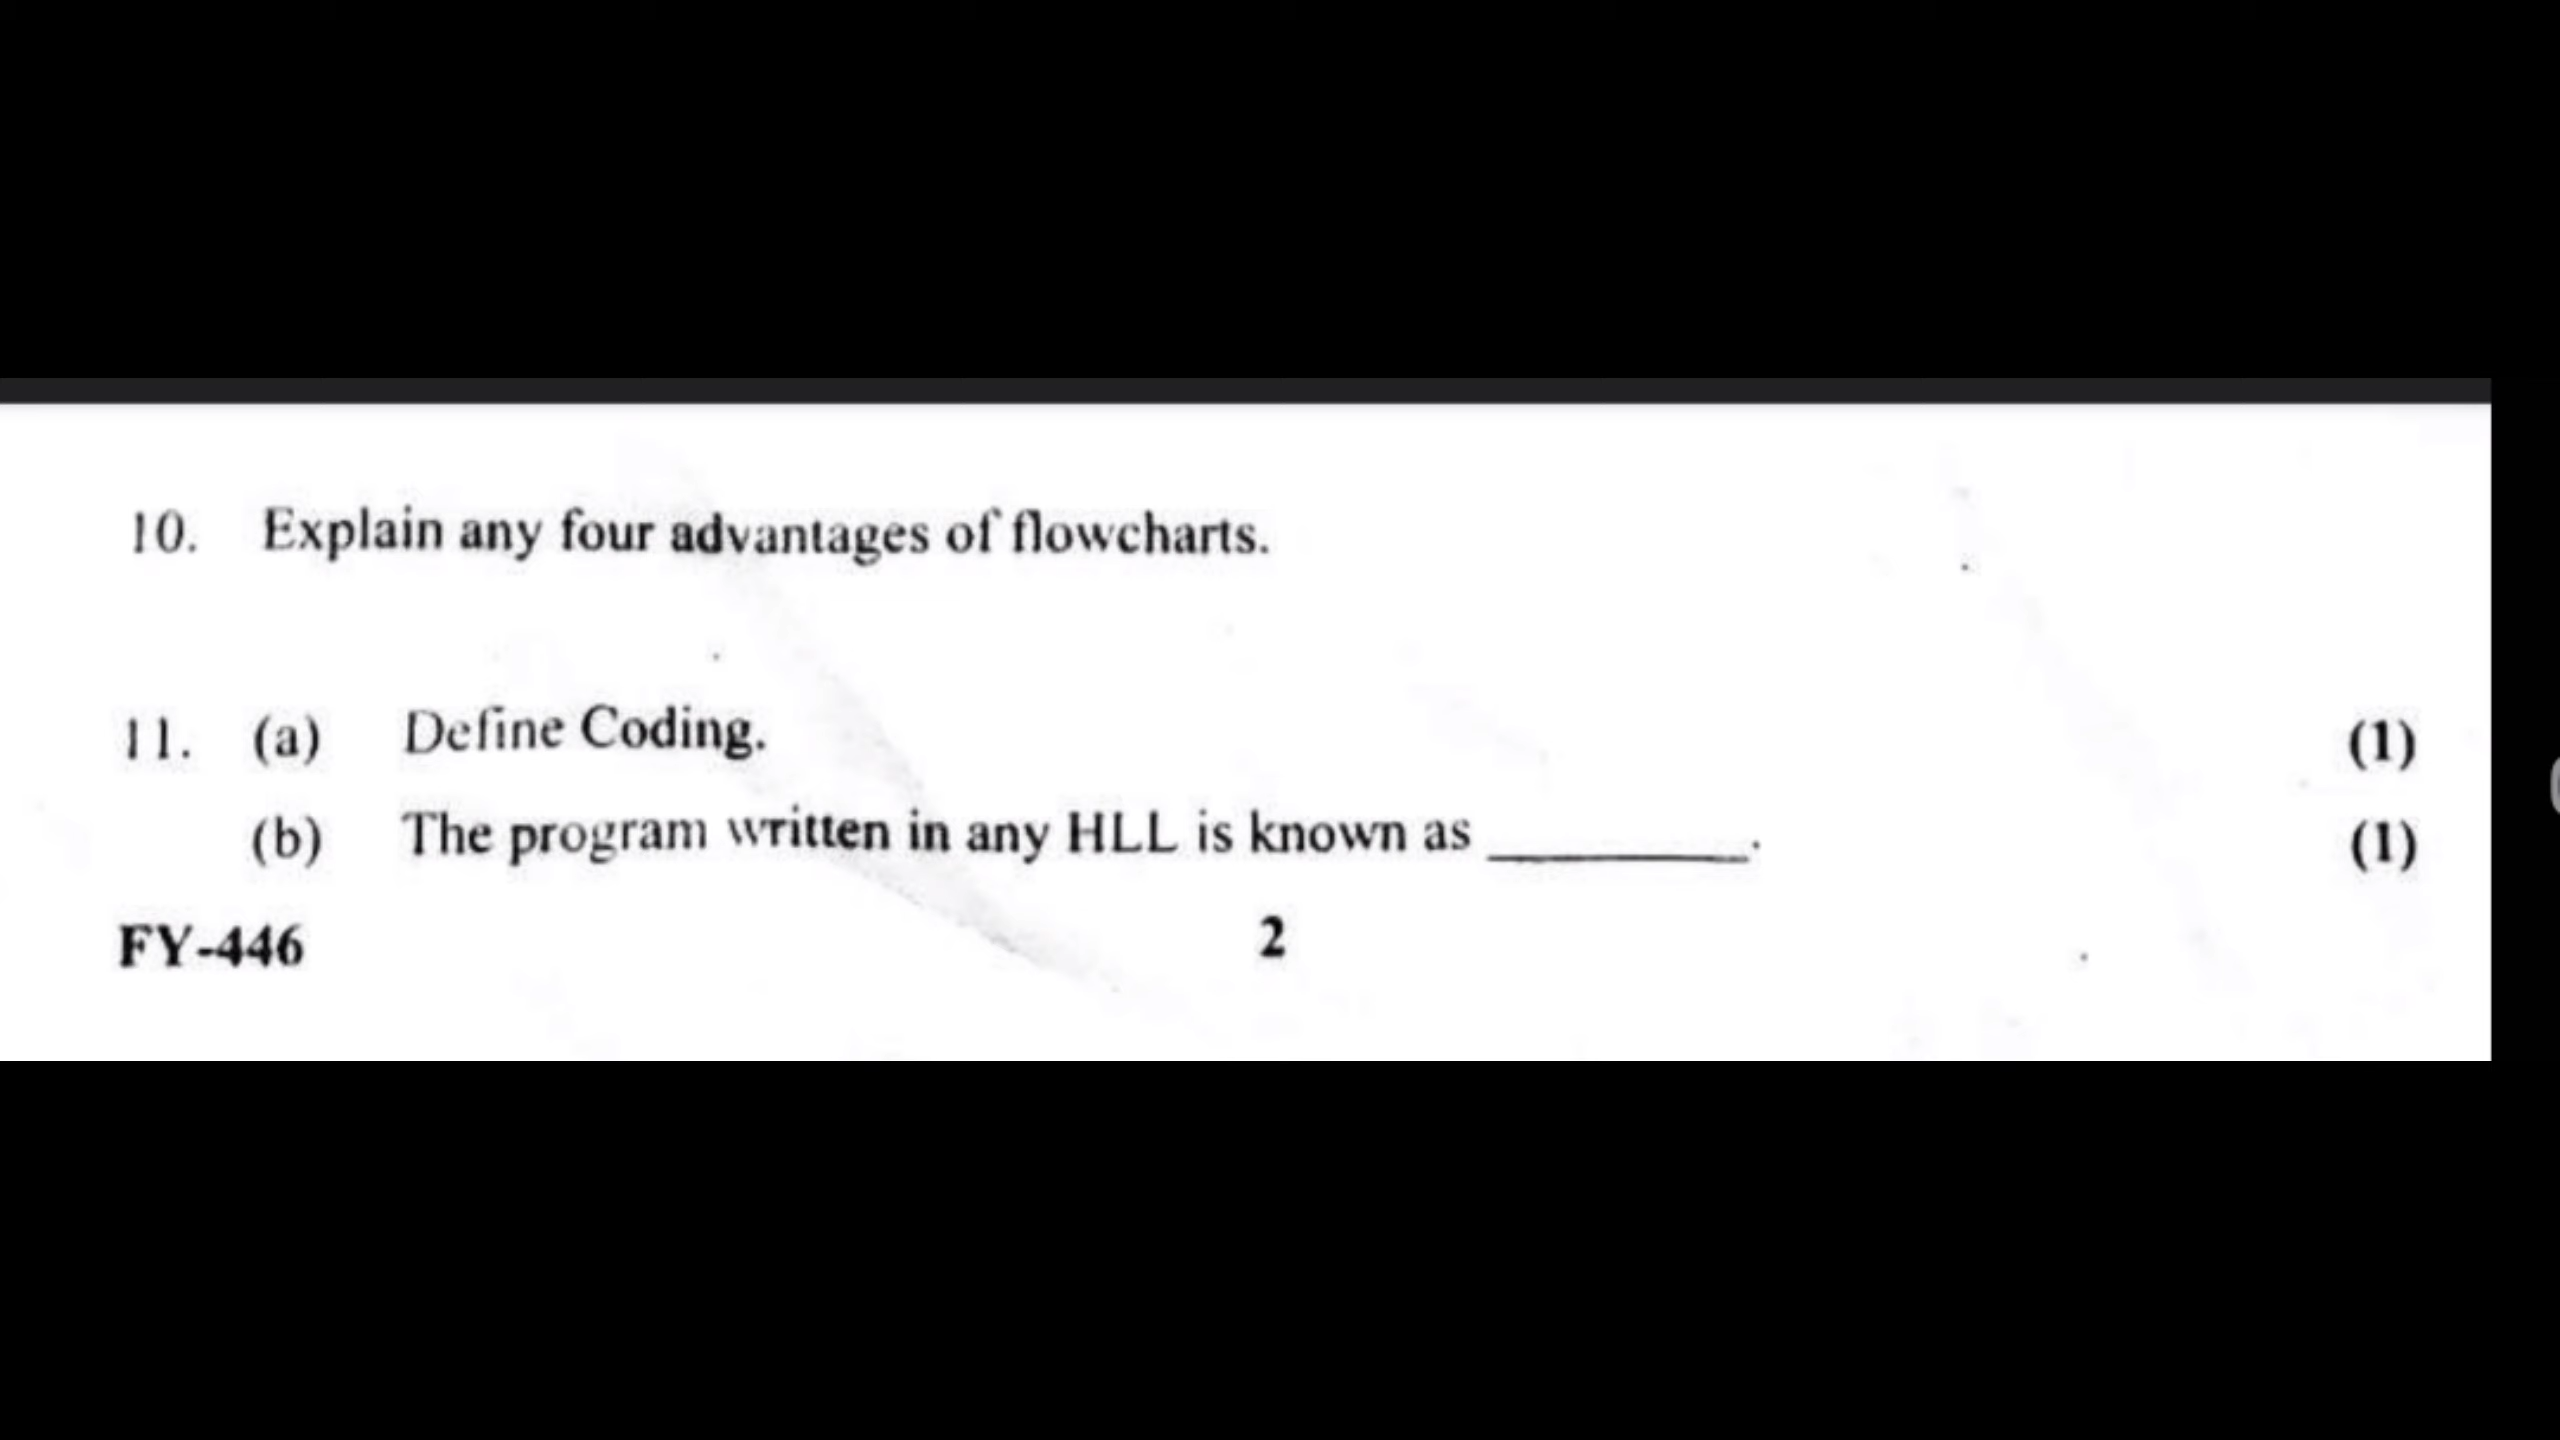 10. Explain any four advantages of flowcharts.
11. (a) Define Coding. (1)
(b) The program written in any HLL is known as ________. (1)
FY-446 2